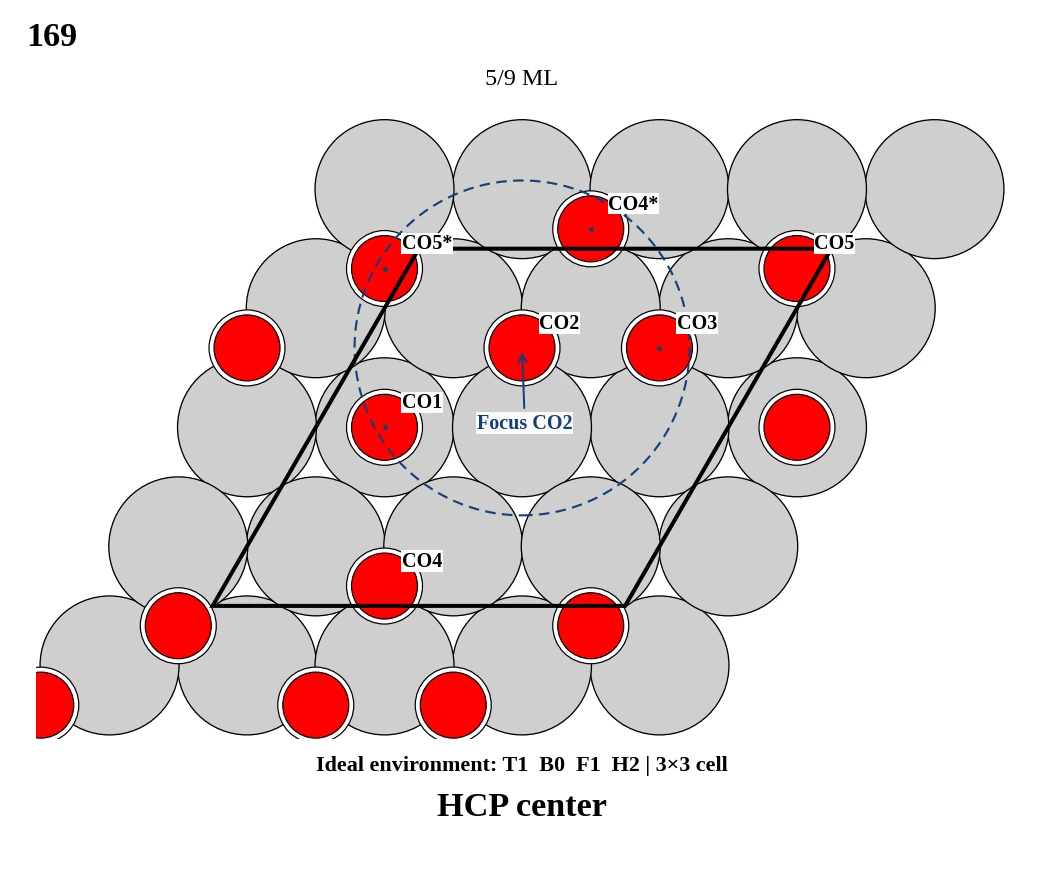 169
5/9 ML
CO4*
CO5*
CO5
CO2
CO3
CO1
Focus CO2
CO4
Ideal environment: T1 B0 F1 H2 | 3×3 cell
HCP center